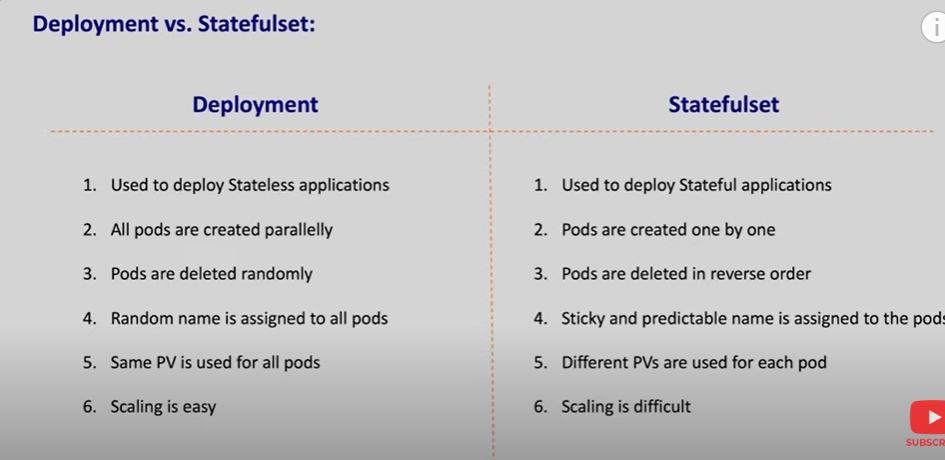 Deployment vs. Statefulset:
Deployment
1. Used to deploy Stateless applications
2. All pods are created parallelly
3. Pods are deleted randomly
4. Random name is assigned to all pods
5. Same PV is used for all pods
6. Scaling is easy
Statefulset
1. Used to deploy Stateful applications
2. Pods are created one by one
3. Pods are deleted in reverse order
4. Sticky and predictable name is assigned to the pods
5. Different PVs are used for each pod
6. Scaling is difficult
i
SUBSCR